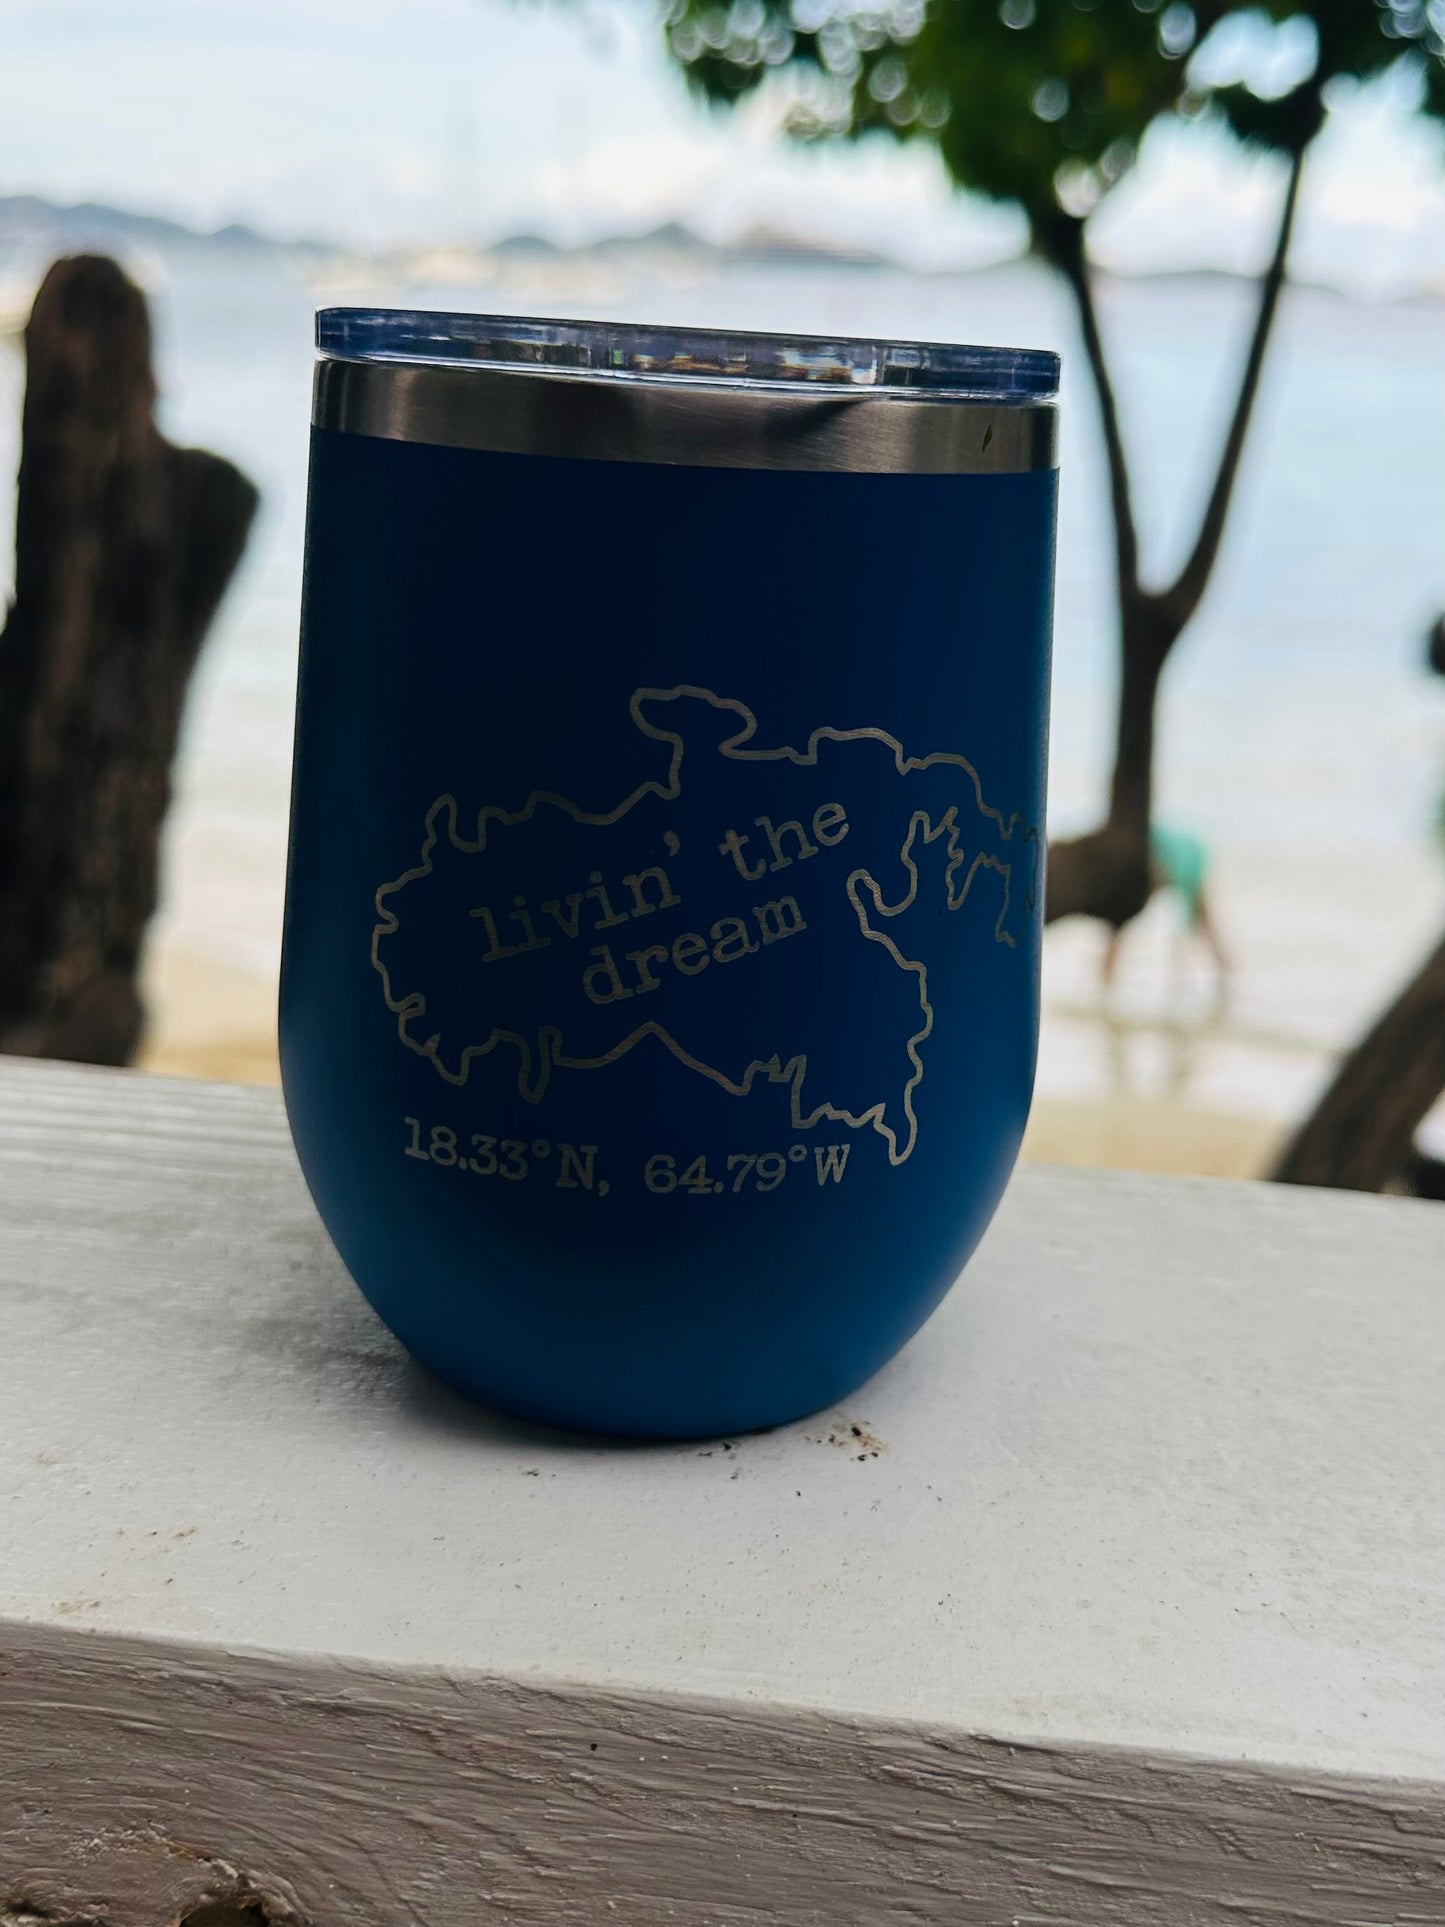 livin' the
dream
18.33°N, 64.79°W